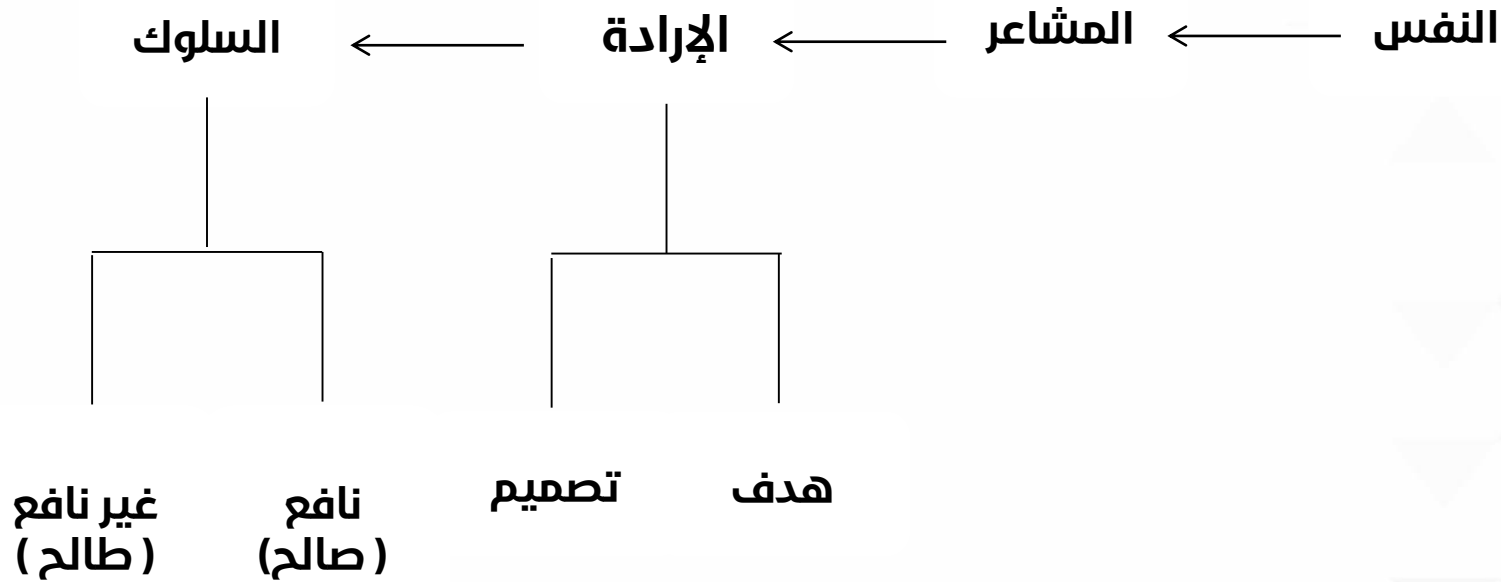 النفس
المشاعر
الإرادة
السلوك
هدف
تصميم
نافع
( صالح)
غير نافع
( طالح )